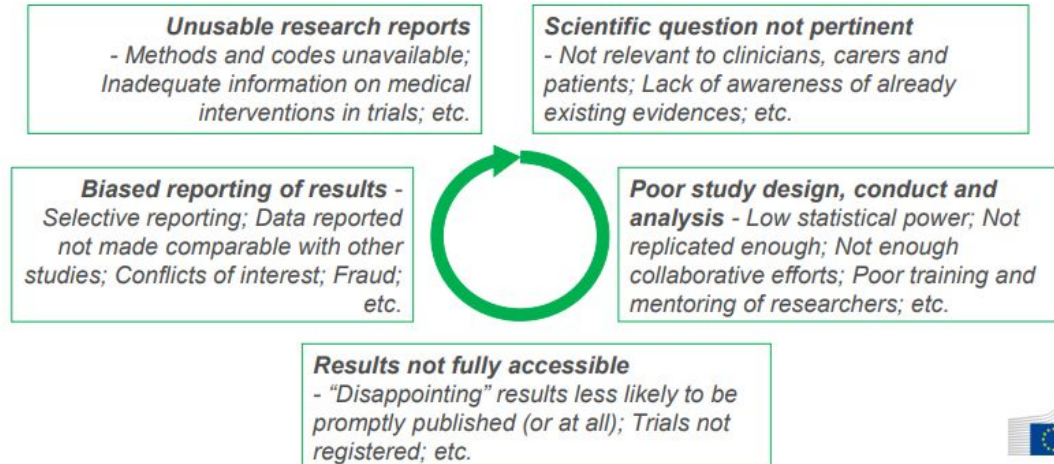 Unusable research reports
- Methods and codes unavailable;
Inadequate information on medical
interventions in trials; etc.
Scientific question not pertinent
- Not relevant to clinicians, carers and
patients; Lack of awareness of already
existing evidences; etc.
Biased reporting of results -
Selective reporting; Data reported
not made comparable with other
studies; Conflicts of interest; Fraud;
etc.
Poor study design, conduct and
analysis - Low statistical power; Not
replicated enough; Not enough
collaborative efforts; Poor training and
mentoring of researchers; etc.
Results not fully accessible
- “Disappointing” results less likely to be
promptly published (or at all); Trials not
registered; etc.